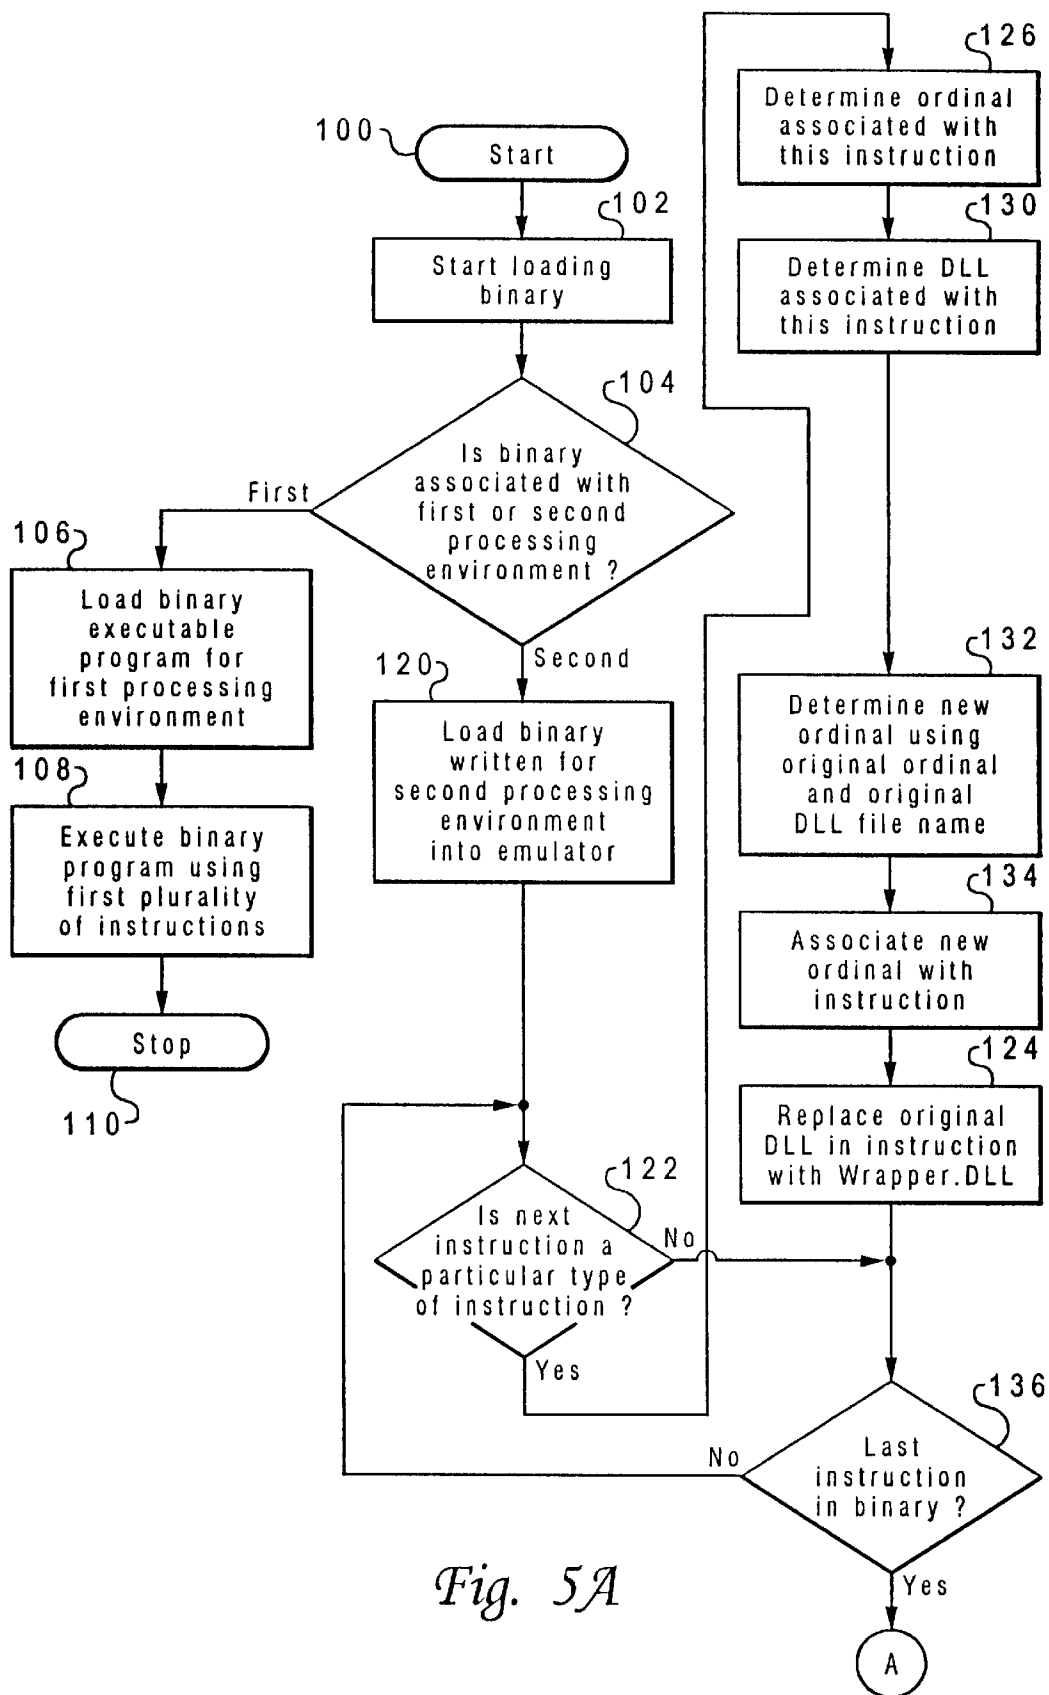 100
Start
102
Start loading
binary
104
Is binary
associated with
first or second
processing
environment ?
First
106
Load binary
executable
program for
first processing
environment
108
Execute binary
program using
first plurality
of instructions
Stop
110
Second
120
Load binary
written for
second processing
environment
into emulator
122
Is next
instruction a
particular type
of instruction ?
No
Yes
126
Determine ordinal
associated with
this instruction
130
Determine DLL
associated with
this instruction
132
Determine new
ordinal using
original ordinal
and original
DLL file name
134
Associate new
ordinal with
instruction
124
Replace original
DLL in instruction
with Wrapper.DLL
136
Last
instruction
in binary ?
No
Yes
A
Fig. 5A